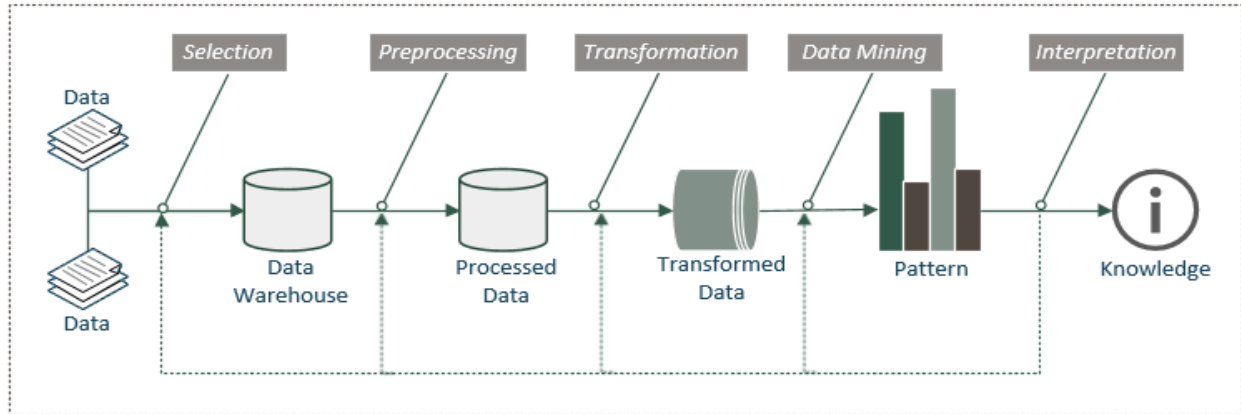 Selection
Preprocessing
Transformation
Data Mining
Interpretation
Data
Data
Data
Warehouse
Processed
Data
Transformed
Data
Pattern
Knowledge